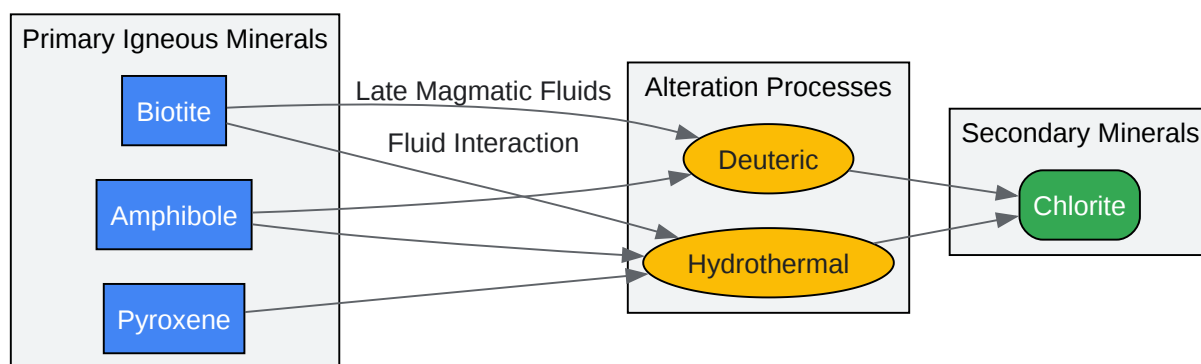 Primary Igneous Minerals
Biotite
Amphibole
Pyroxene
Late Magmatic Fluids
Fluid Interaction
Alteration Processes
Deuteric
Hydrothermal
Secondary Minerals
Chlorite